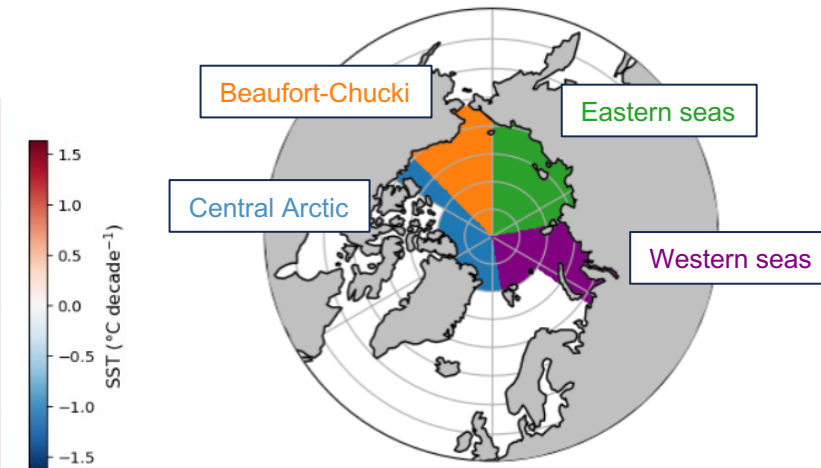 Beaufort-Chucki
Eastern seas
Central Arctic
Western seas
1.5
1.0
0.5
0.0
−0.5
−1.0
−1.5
SST (°C decade⁻¹)